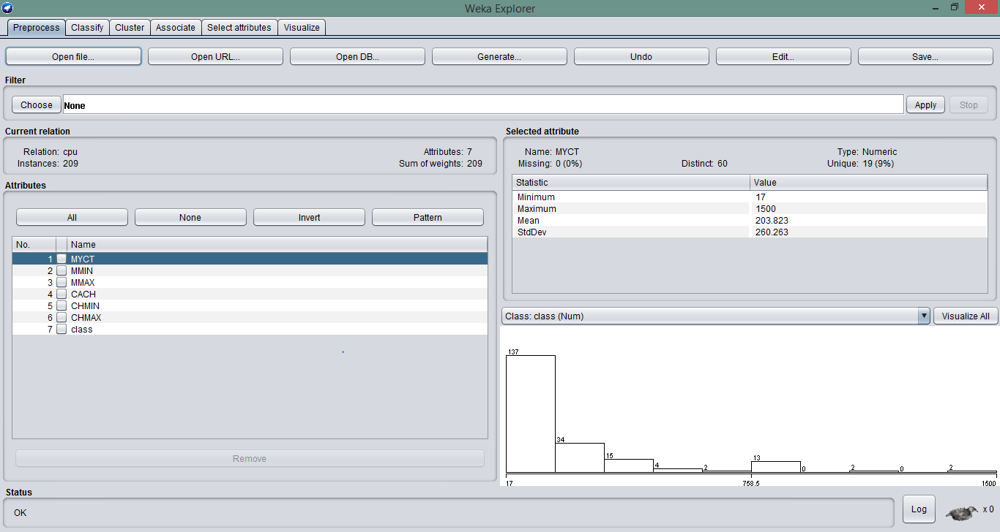 Weka Explorer
Preprocess Classify Cluster Associate Select attributes Visualize
Open file... Open URL... Open DB... Generate... Undo Edit... Save...
Filter
Choose None Apply Stop
Current relation
Relation: cpu Attributes: 7
Instances: 209 Sum of weights: 209
Attributes
All None Invert Pattern
No. Name
1 MYCT
2 MMIN
3 MMAX
4 CACH
5 CHMIN
6 CHMAX
7 class
Remove
Selected attribute
Name: MYCT Type: Numeric
Missing: 0 (0%) Distinct: 60 Unique: 19 (9%)
Statistic Value
Minimum 17
Maximum 1500
Mean 203.823
StdDev 260.263
Class: class (Num) Visualize All
137
34
15
4
2
13
0
2
0
2
17 758.5 1500
Status
OK Log x 0